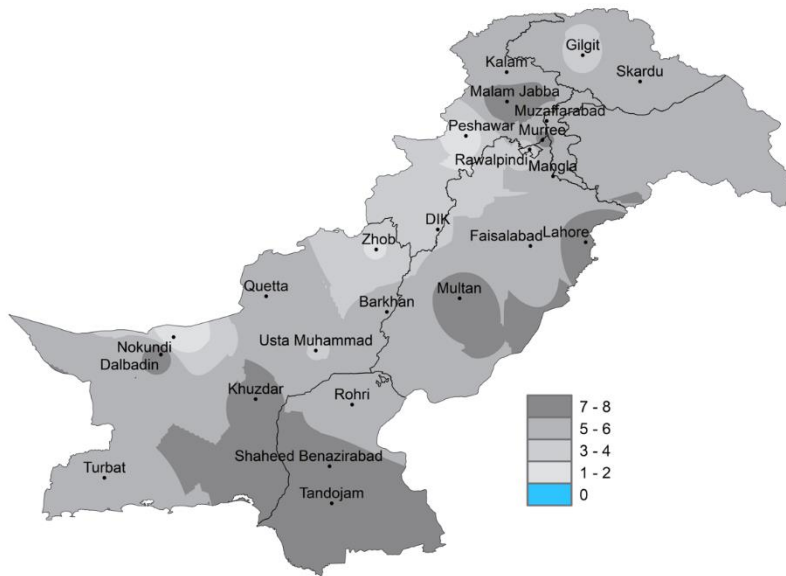 Gilgit
Kalam
Skardu
Malam Jabba
Muzaffarabad
Peshawar
Murree
Rawalpindi
Mangla
DIK
Zhob
Faisalabad
Lahore
Quetta
Multan
Barkhan
Nokundi
Usta Muhammad
Dalbadin
Khuzdar
Rohri
7 - 8
5 - 6
3 - 4
1 - 2
0
Shaheed Benazirabad
Turbat
Tandojam